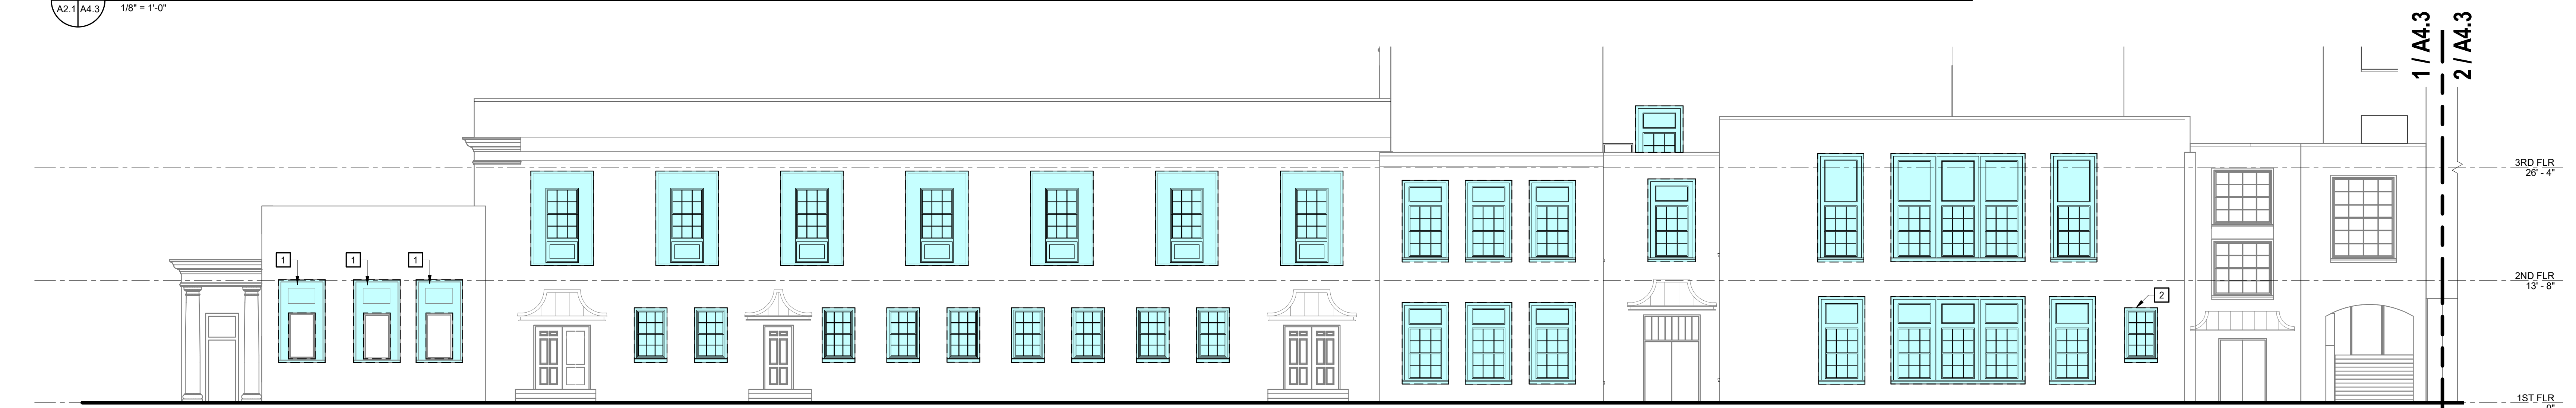 A2.1 A4.3
1/8" = 1'-0"
1 / A4.3
2 / A4.3
3RD FLR
26' - 4"
1
1
1
2ND FLR
13' - 8"
2
1ST FLR